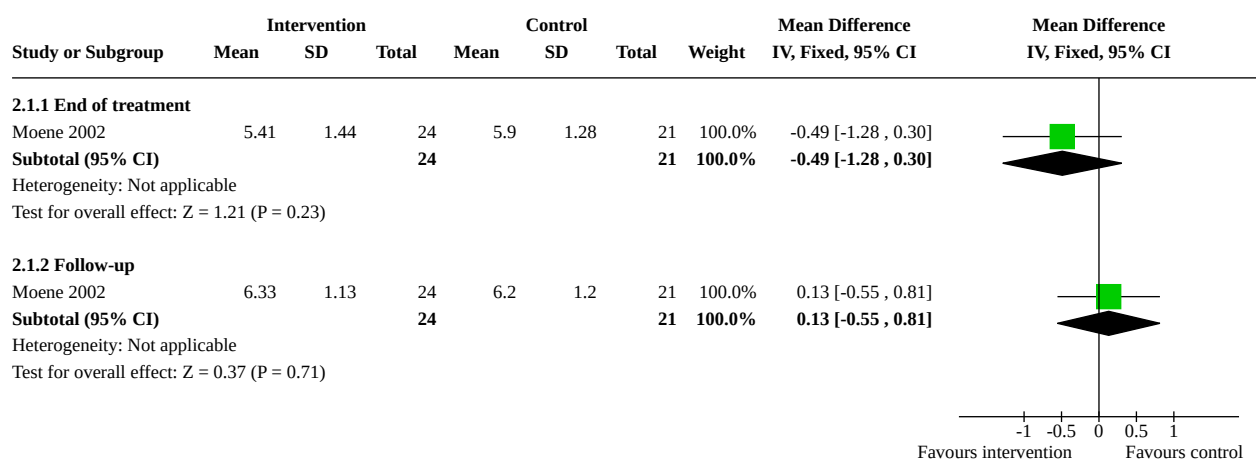 Intervention Control Mean Difference Mean Difference
Study or Subgroup Mean SD Total Mean SD Total Weight IV, Fixed, 95% CI IV, Fixed, 95% CI
2.1.1 End of treatment
Moene 2002 5.41 1.44 24 5.9 1.28 21 100.0% -0.49 [-1.28 , 0.30]
Subtotal (95% CI) 24 21 100.0% -0.49 [-1.28 , 0.30]
Heterogeneity: Not applicable
Test for overall effect: Z = 1.21 (P = 0.23)
2.1.2 Follow-up
Moene 2002 6.33 1.13 24 6.2 1.2 21 100.0% 0.13 [-0.55 , 0.81]
Subtotal (95% CI) 24 21 100.0% 0.13 [-0.55 , 0.81]
Heterogeneity: Not applicable
Test for overall effect: Z = 0.37 (P = 0.71)
-1 -0.5 0 0.5 1
Favours intervention Favours control